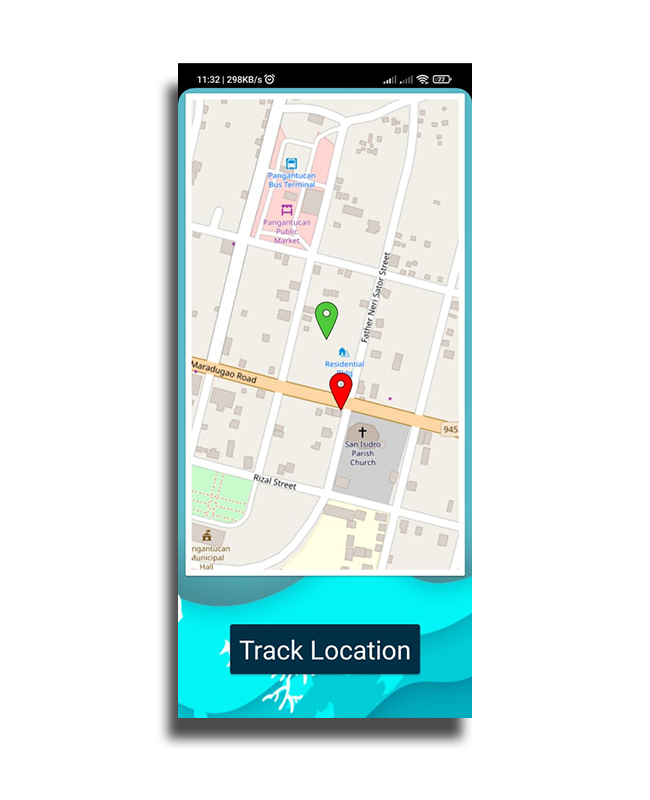 11:32 | 298KB/s
77
Pangantucan
Bus Terminal
Pangantucan
Public
Market
Father Neri Sator Street
Residential
Maradugao Road
945
San Isidro
Parish
Church
Rizal Street
ngantucan
Municipal
Hall
Track Location